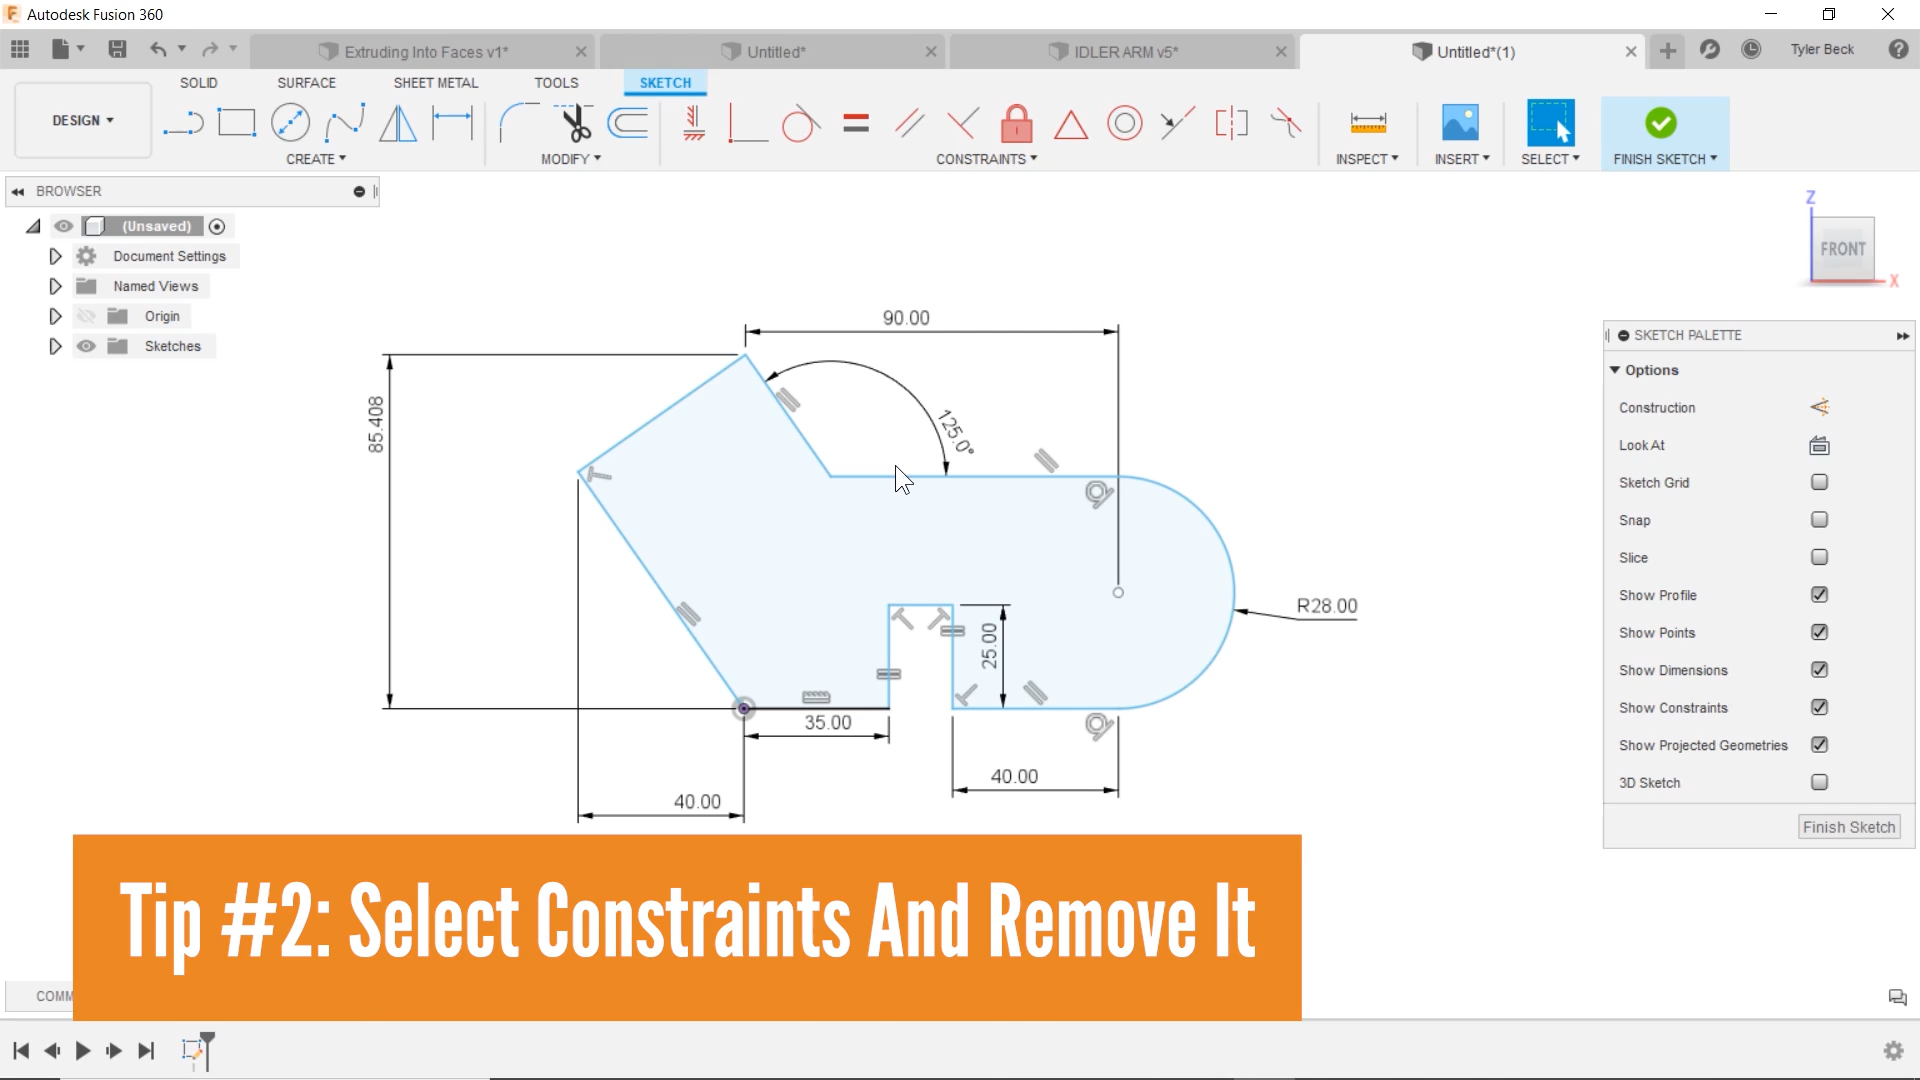 Autodesk Fusion 360
Extruding Into Faces v1*
Untitled*
IDLER ARM v5*
Untitled*(1)
Tyler Beck
SOLID
SURFACE
SHEET METAL
TOOLS
SKETCH
DESIGN
CREATE
MODIFY
CONSTRAINTS
INSPECT
INSERT
SELECT
FINISH SKETCH
BROWSER
(Unsaved)
Document Settings
Named Views
Origin
Sketches
Z
FRONT
X
90.00
85.408
125.0°
R28.00
25.00
35.00
40.00
40.00
SKETCH PALETTE
Options
Construction
Look At
Sketch Grid
Snap
Slice
Show Profile
Show Points
Show Dimensions
Show Constraints
Show Projected Geometries
3D Sketch
Finish Sketch
Tip #2: Select Constraints And Remove It
COMM